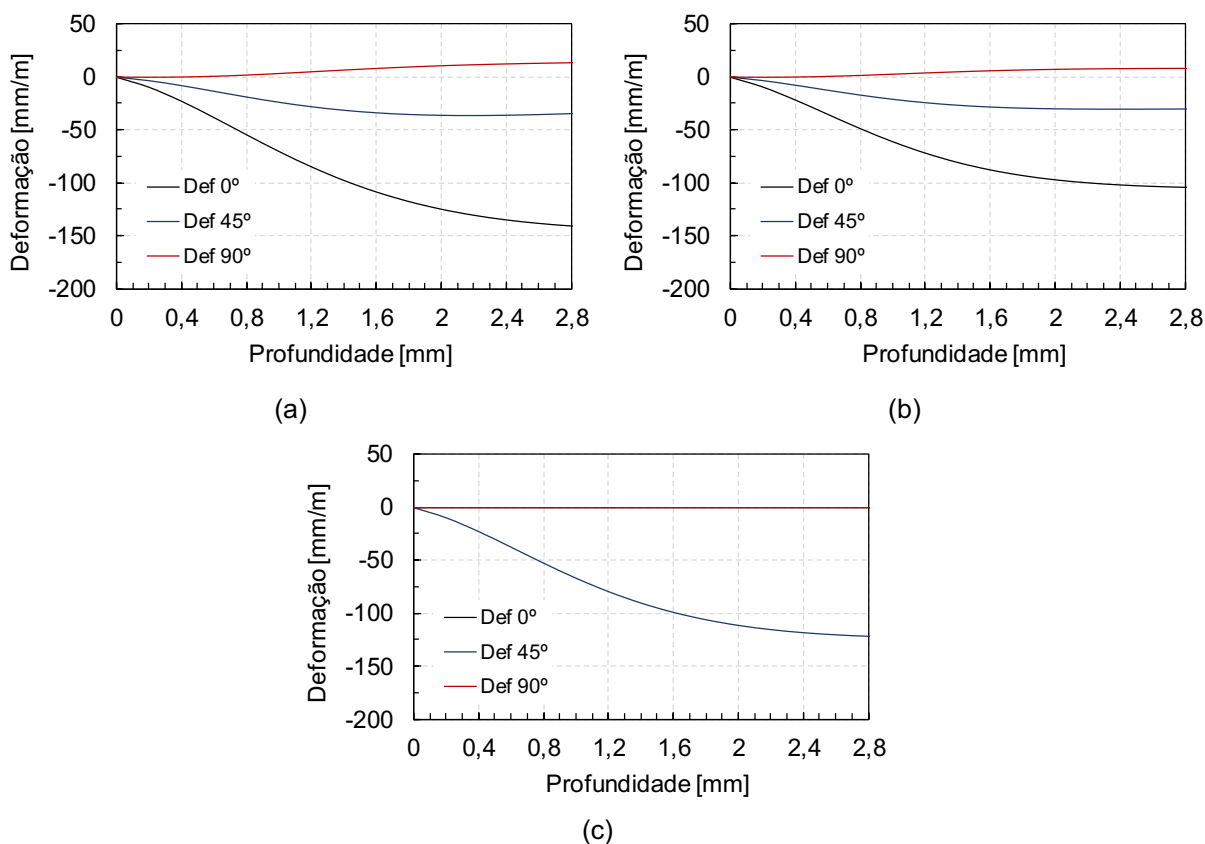 50
0
-50
-100
-150
-200
Deformação [mm/m]
Def 0º
Def 45º
Def 90º
0 0,4 0,8 1,2 1,6 2 2,4 2,8
Profundidade [mm]
(a)
50
0
-50
-100
-150
-200
Deformação [mm/m]
Def 0º
Def 45º
Def 90º
0 0,4 0,8 1,2 1,6 2 2,4 2,8
Profundidade [mm]
(b)
50
0
-50
-100
-150
-200
Deformação [mm/m]
Def 0º
Def 45º
Def 90º
0 0,4 0,8 1,2 1,6 2 2,4 2,8
Profundidade [mm]
(c)